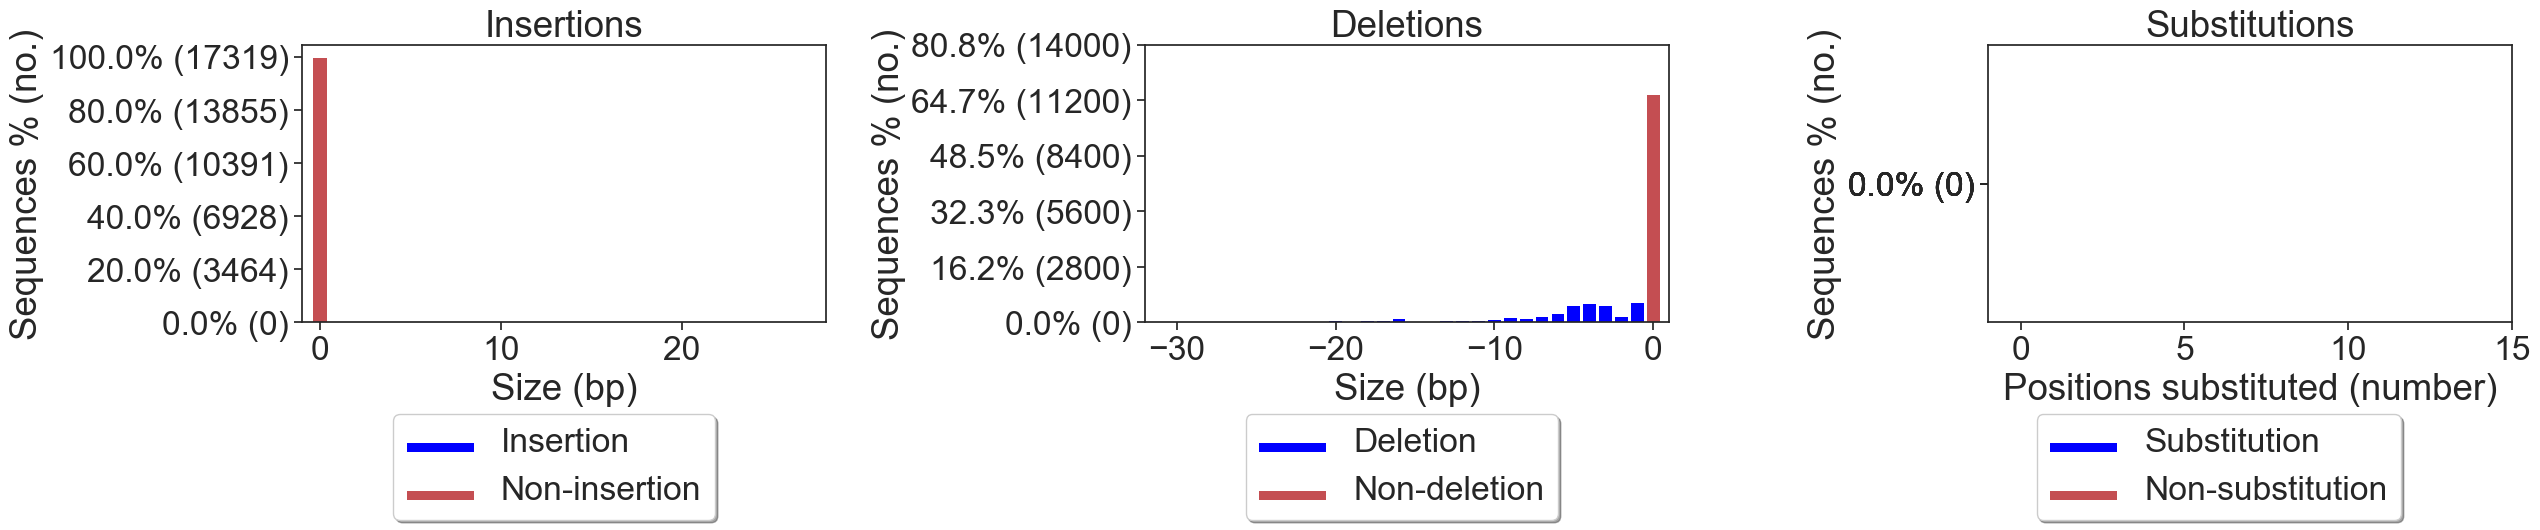 Insertions
Sequences % (no.)
100.0% (17319)
80.0% (13855)
60.0% (10391)
40.0% (6928)
20.0% (3464)
0.0% (0)
0 10 20
Size (bp)
Insertion
Non-insertion
Deletions
Sequences % (no.)
80.8% (14000)
64.7% (11200)
48.5% (8400)
32.3% (5600)
16.2% (2800)
0.0% (0)
−30 −20 −10 0
Size (bp)
Deletion
Non-deletion
Substitutions
Sequences % (no.)
0.0% (0)
0 5 10 15
Positions substituted (number)
Substitution
Non-substitution